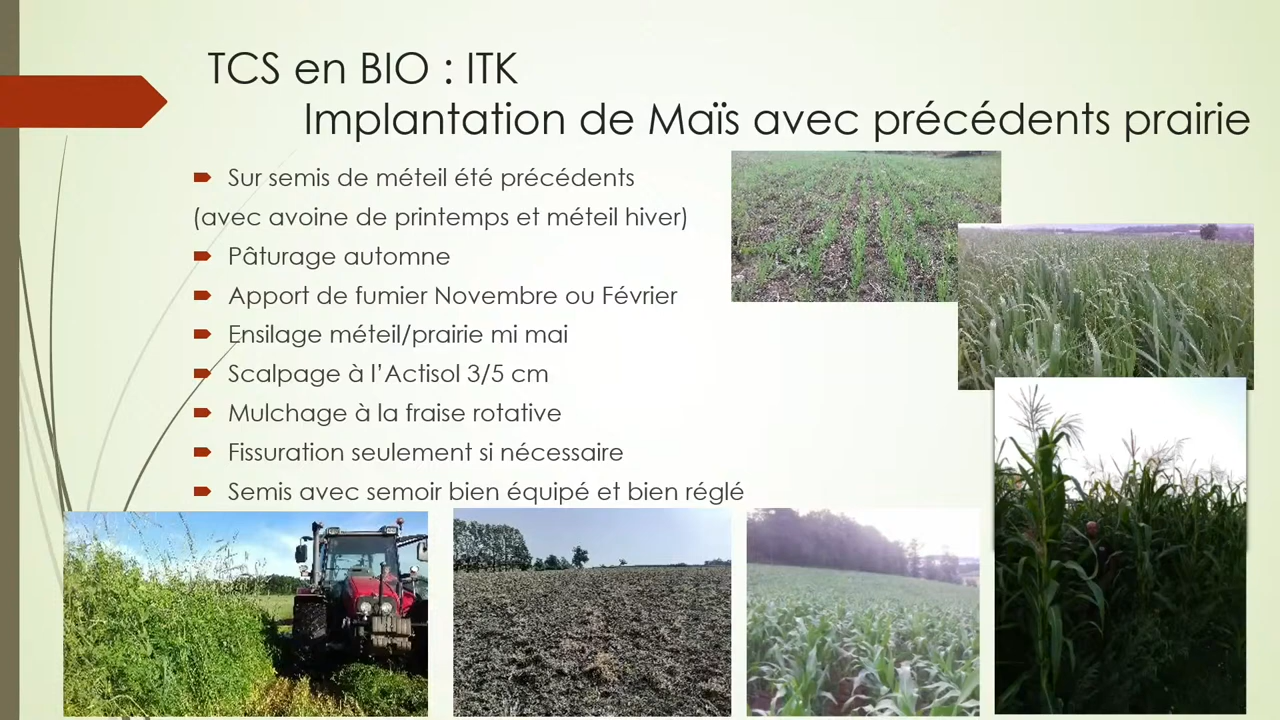 TCS en BIO : ITK
Implantation de Maïs avec précédents prairie
Sur semis de méteil été précédents
(avec avoine de printemps et méteil hiver)
Pâturage automne
Apport de fumier Novembre ou Février
Ensilage méteil/prairie mi mai
Scalpage à l'Actisol 3/5 cm
Mulchage à la fraise rotative
Fissuration seulement si nécessaire
Semis avec semoir bien équipé et bien réglé